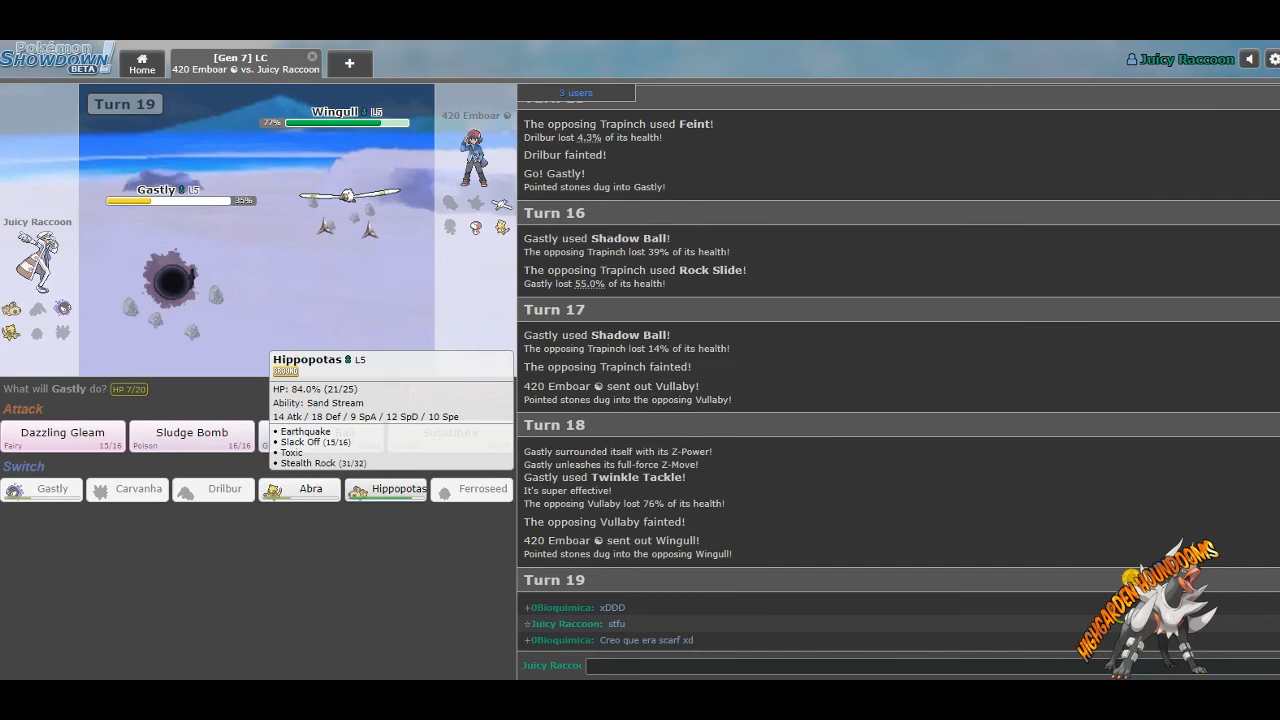 Pokémon
SHOWDOWN!
BETA
Home
[Gen 7] LC
420 Emboar ☯ vs. Juicy Raccoon
+
Juicy Raccoon
Turn 19
Wingull L5
77%
420 Emboar ☯
Gastly L5
35%
Juicy Raccoon
What will Gastly do? HP 7/20
Attack
Dazzling Gleam
Fairy 15/16
Sludge Bomb
Poison 16/16
Switch
Gastly
Carvanha
Drilbur
Abra
Hippopotas
Ferroseed
Hippopotas L5
GROUND
HP: 84.0% (21/25)
Ability: Sand Stream
14 Atk / 18 Def / 9 SpA / 12 SpD / 10 Spe
• Earthquake
• Slack Off (15/16)
• Toxic
• Stealth Rock (31/32)
3 users
The opposing Trapinch used Feint!
Drilbur lost 4.3% of its health!
Drilbur fainted!
Go! Gastly!
Pointed stones dug into Gastly!
Turn 16
Gastly used Shadow Ball!
The opposing Trapinch lost 39% of its health!
The opposing Trapinch used Rock Slide!
Gastly lost 55.0% of its health!
Turn 17
Gastly used Shadow Ball!
The opposing Trapinch lost 14% of its health!
The opposing Trapinch fainted!
420 Emboar ☯ sent out Vullaby!
Pointed stones dug into the opposing Vullaby!
Turn 18
Gastly surrounded itself with its Z-Power!
Gastly unleashes its full-force Z-Move!
Gastly used Twinkle Tackle!
It's super effective!
The opposing Vullaby lost 76% of its health!
The opposing Vullaby fainted!
420 Emboar ☯ sent out Wingull!
Pointed stones dug into the opposing Wingull!
Turn 19
+0Bioquimica: xDDD
☆Juicy Raccoon: stfu
+0Bioquimica: Creo que era scarf xd
Juicy Raccoo
HIGHGARDEN HOUNDOOMS